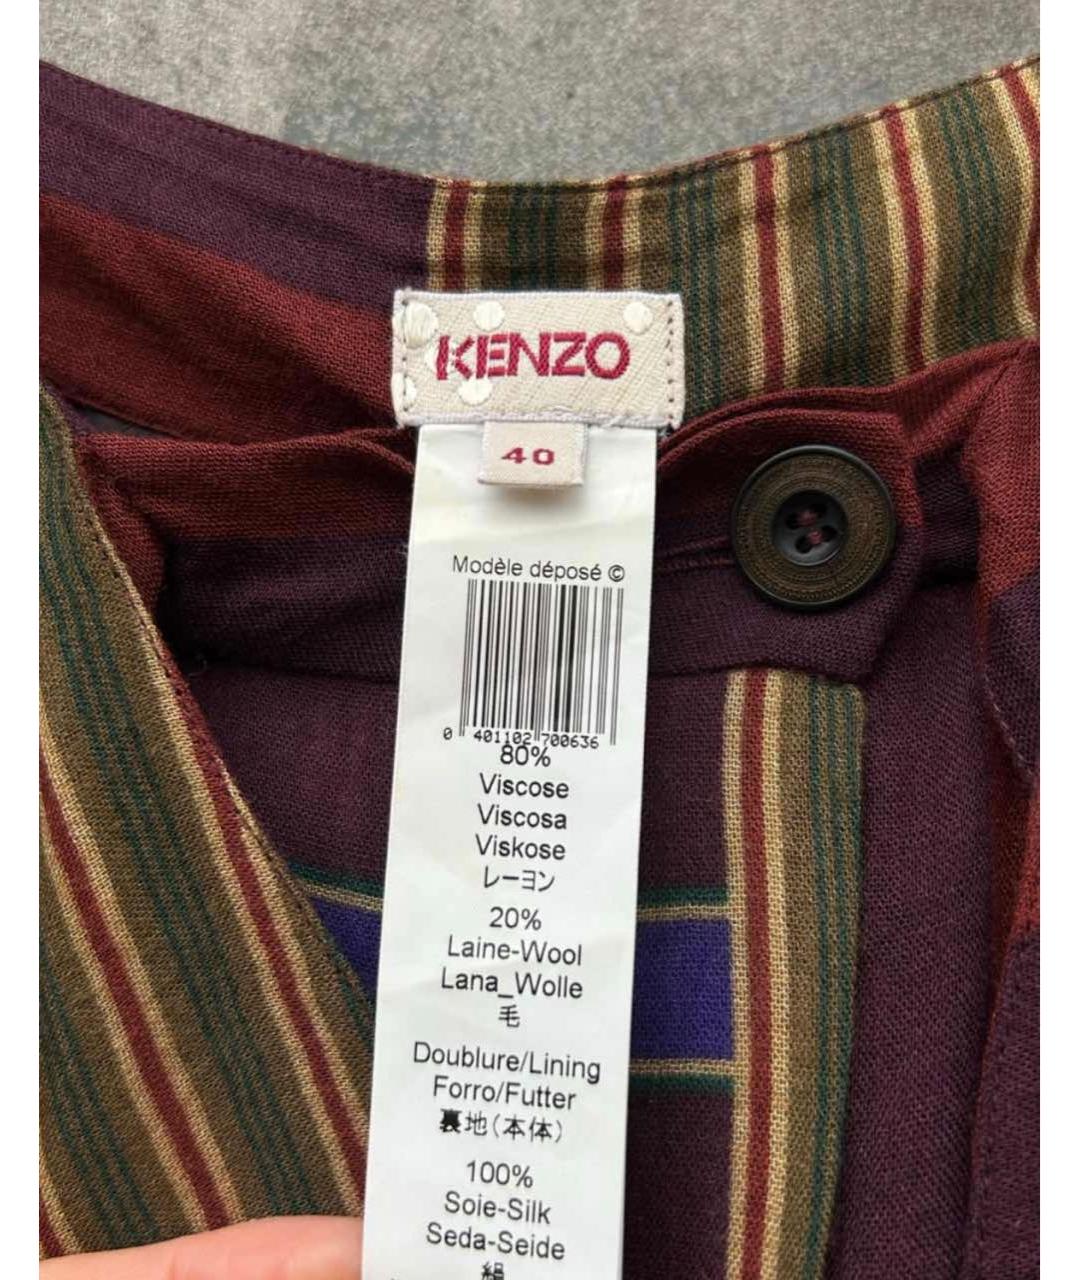 KENZO
40
Modèle déposé ©
0 401102 700636
80%
Viscose
Viscosa
Viskose
レーヨン
20%
Laine-Wool
Lana_Wolle
毛
Doublure/Lining
Forro/Futter
裏地(本体)
100%
Soie-Silk
Seda-Seide
絹